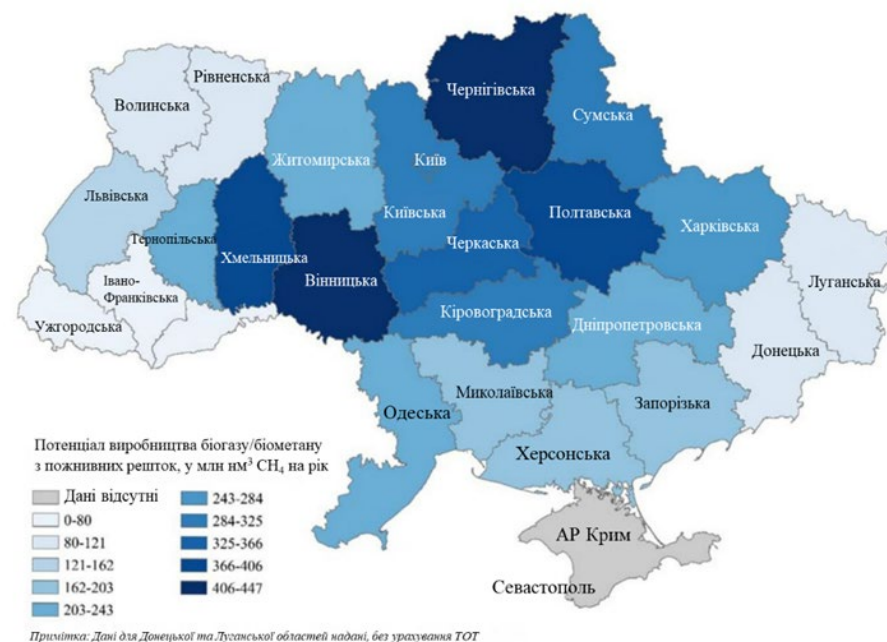 Чернігівська
Рівненська
Волинська
Сумська
Житомирська
Київ
Львівська
Київська
Полтавська
Харківська
Тернопільська
Хмельницька
Черкаська
Вінницька
Івано-
Франківська
Луганська
Кіровоградська
Ужгородська
Дніпропетровська
Донецька
Миколаївська
Запорізька
Одеська
Херсонська
АР Крим
Севастополь
Потенціал виробництва біогазу/біометану
з пожнивних решток, у млн нм³ CH₄ на рік
Дані відсутні
0-80
80-121
121-162
162-203
203-243
243-284
284-325
325-366
366-406
406-447
Примітка: Дані для Донецької та Луганської областей надані, без урахування ТОТ